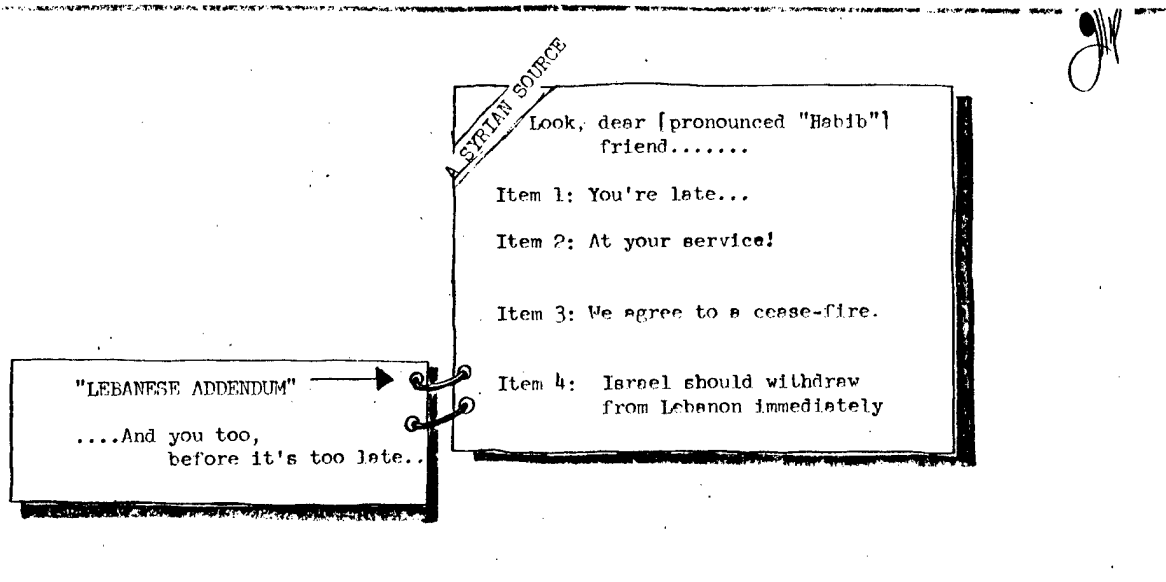 A SYRIAN SOURCE
Look, dear [pronounced "Habib"]
friend.......
Item 1: You're late...
Item 2: At your service!
Item 3: We agree to a cease-fire.
Item 4: Israel should withdraw
from Lebanon immediately
"LEBANESE ADDENDUM"
....And you too,
before it's too late..